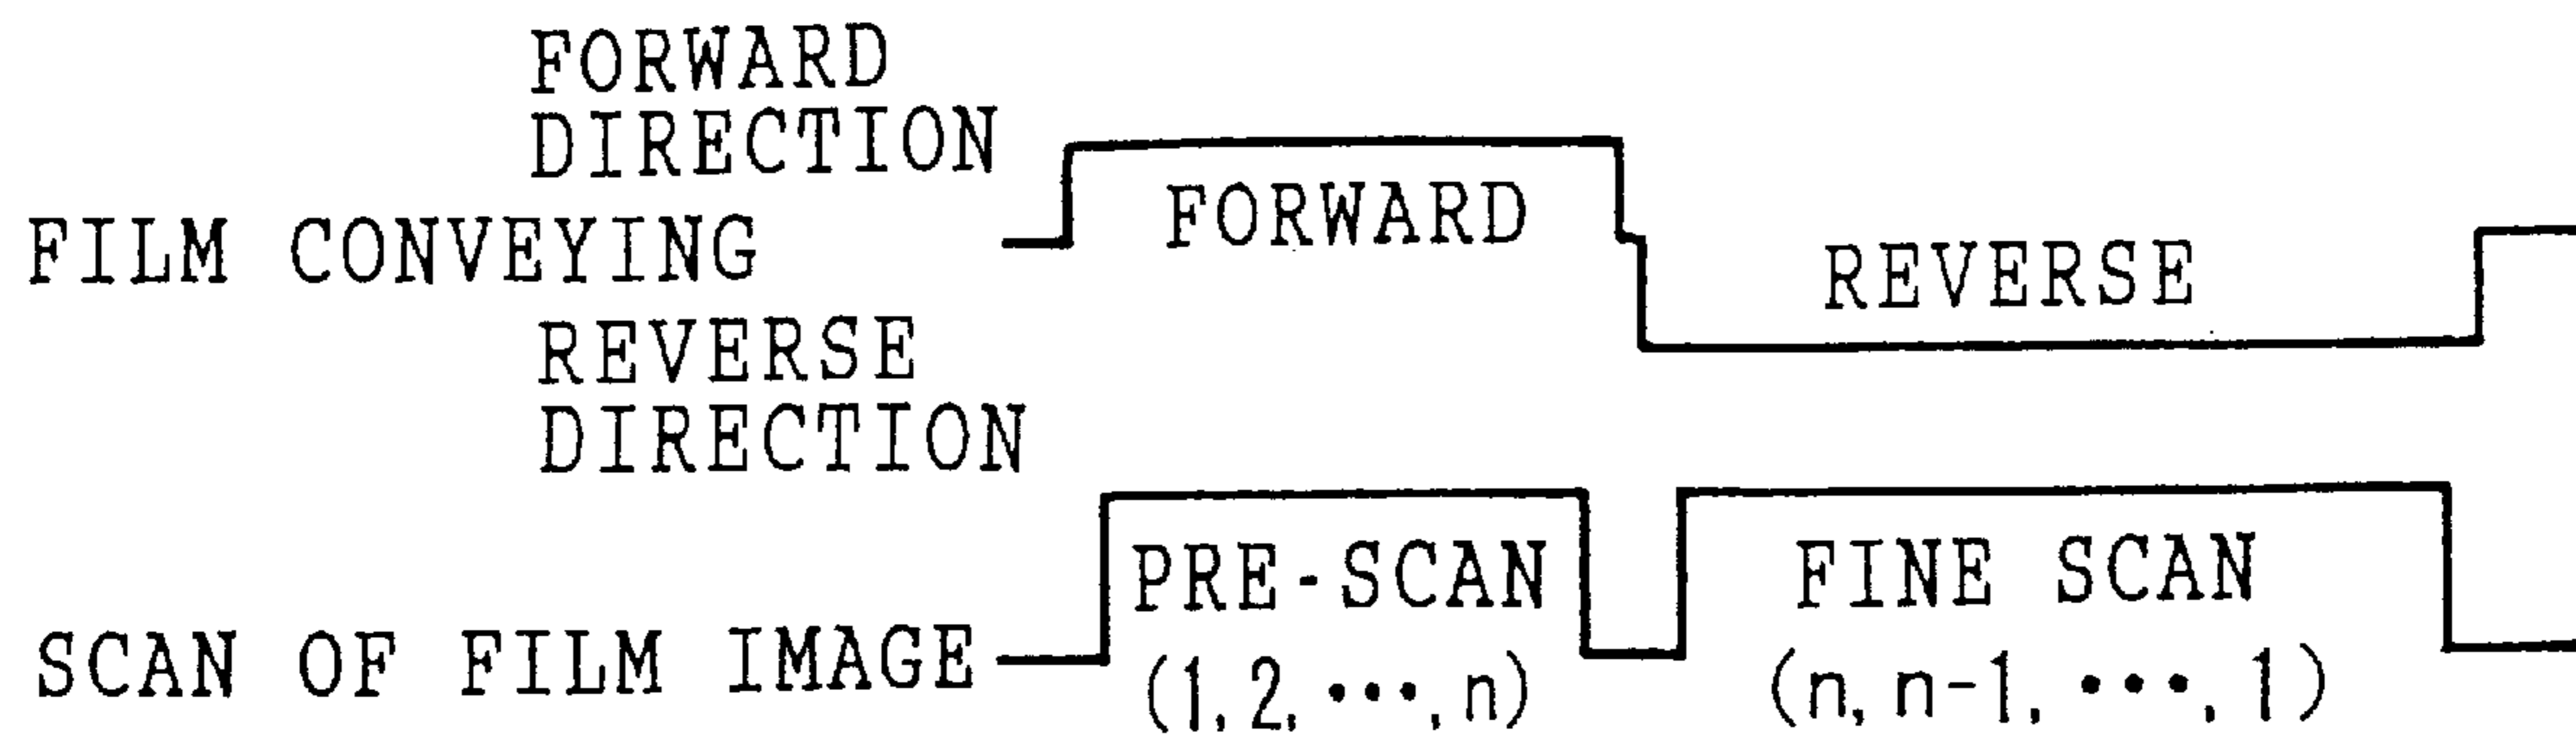 FORWARD
DIRECTION
FORWARD
FILM CONVEYING
REVERSE
REVERSE
DIRECTION
PRE-SCAN
FINE SCAN
SCAN OF FILM IMAGE
(1, 2, ···, n)
(n, n-1, ···, 1)